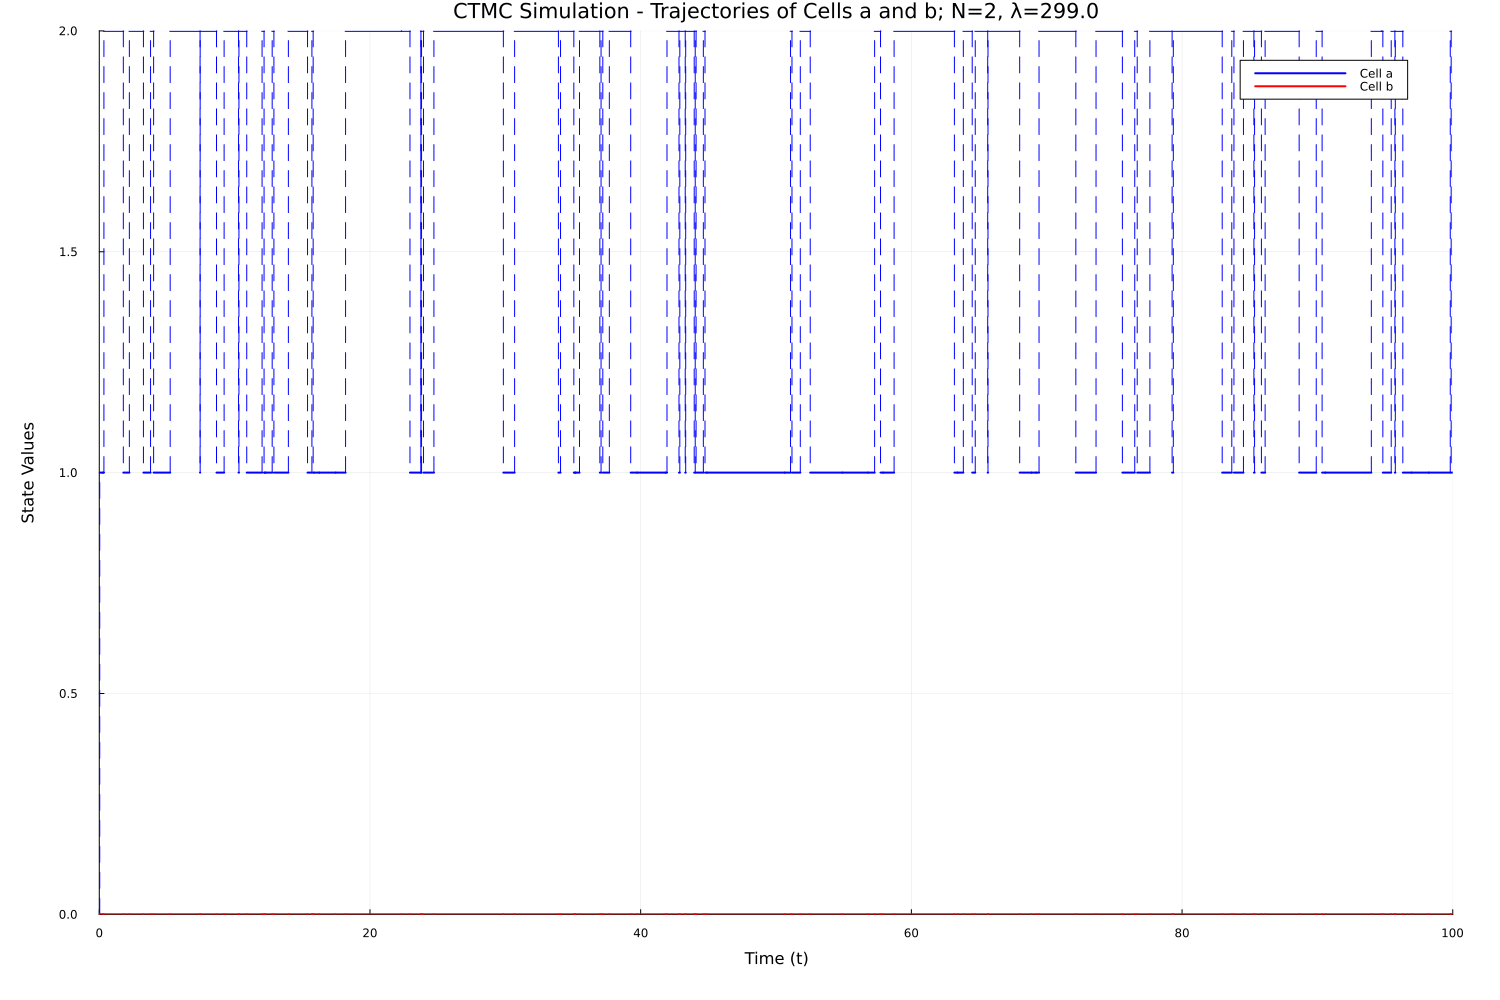 CTMC Simulation - Trajectories of Cells a and b; N=2, λ=299.0
2.0
Cell a
Cell b
1.5
1.0
State Values
0.5
0.0
0 20 40 60 80 100
Time (t)